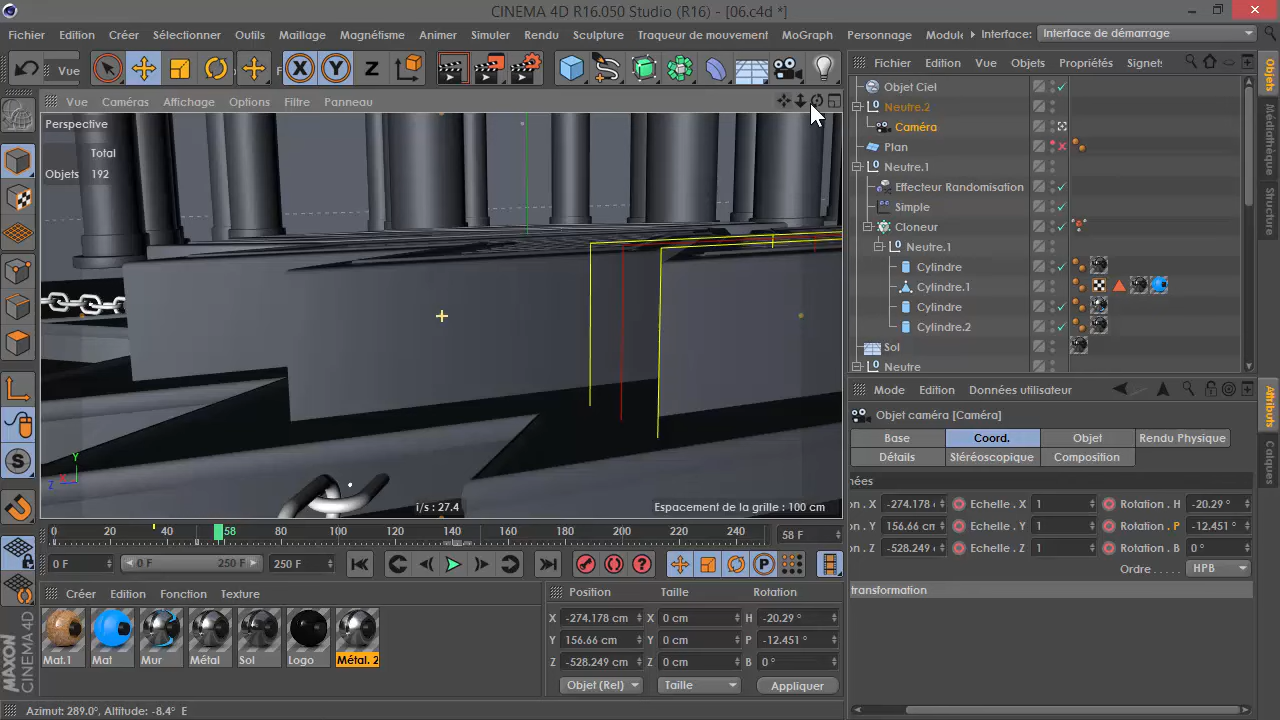 CINEMA 4D R16.050 Studio (R16) - [06.c4d *]
Fichier Edition Créer Sélectionner Outils Maillage Magnétisme Animer Simuler Rendu Sculpture Traqueur de mouvement MoGraph Personnage Module Interface: Interface de démarrage
Vue
X Y Z
Fichier Edition Vue Objets Propriétés Signets
Vue Caméras Affichage Options Filtre Panneau
Perspective
Total
Objets 192
Objet Ciel
Neutre.2
Caméra
Plan
Neutre.1
Effecteur Randomisation
Simple
Cloneur
Neutre.1
Cylindre
Cylindre.1
Cylindre
Cylindre.2
Sol
Neutre
Objets
Médiathèque
Structure
Y
X
Z
i/s : 27.4
Espacement de la grille : 100 cm
Mode Edition Données utilisateur
Objet caméra [Caméra]
Base Coord. Objet Rendu Physique
Détails Stéréoscopique Composition
nées
on . X -274.178 Echelle . X 1 Rotation . H -20.29 °
on . Y 156.66 cm Echelle . Y 1 Rotation . P -12.451 °
on . Z -528.249 Echelle . Z 1 Rotation . B 0 °
Ordre . . . . . HPB
transformation
Attributs
Calques
0 20 40 58 80 100 120 140 160 180 200 220 240 58 F
0 F 0 F 250 F 250 F
P
Créer Edition Fonction Texture
Mat.1 Mat Mur Métal Sol Logo Métal. 2
Position Taille Rotation
X -274.178 cm X 0 cm H -20.29 °
Y 156.66 cm Y 0 cm P -12.451 °
Z -528.249 cm Z 0 cm B 0 °
Objet (Rel) Taille Appliquer
MAXON
CINEMA 4D
Azimut: 289.0°, Altitude: -8.4° E